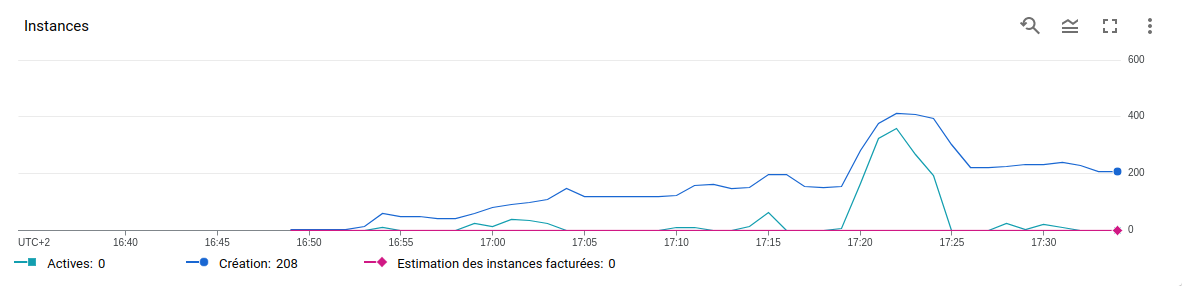 Instances
600
400
200
0
UTC+2 16:40 16:45 16:50 16:55 17:00 17:05 17:10 17:15 17:20 17:25 17:30
Actives: 0 Création: 208 Estimation des instances facturées: 0